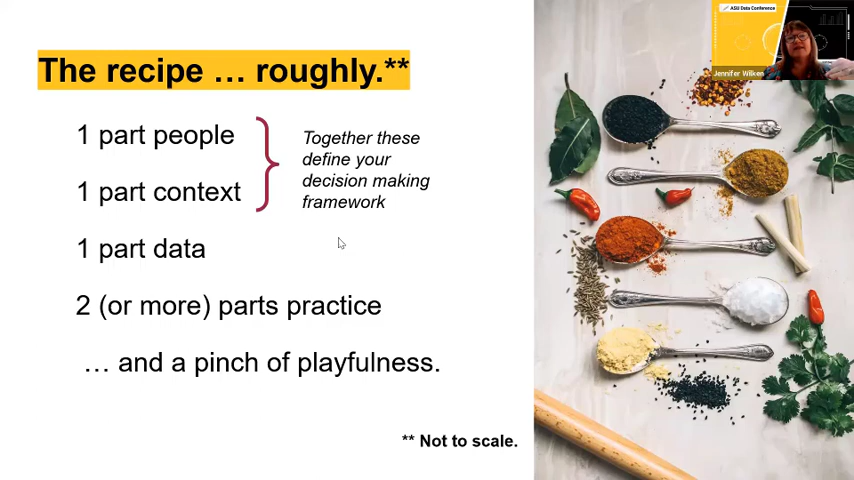 ASU Data Conference
Jennifer Wilken
The recipe … roughly.**
1 part people
1 part context
Together these
define your
decision making
framework
1 part data
2 (or more) parts practice
… and a pinch of playfulness.
** Not to scale.